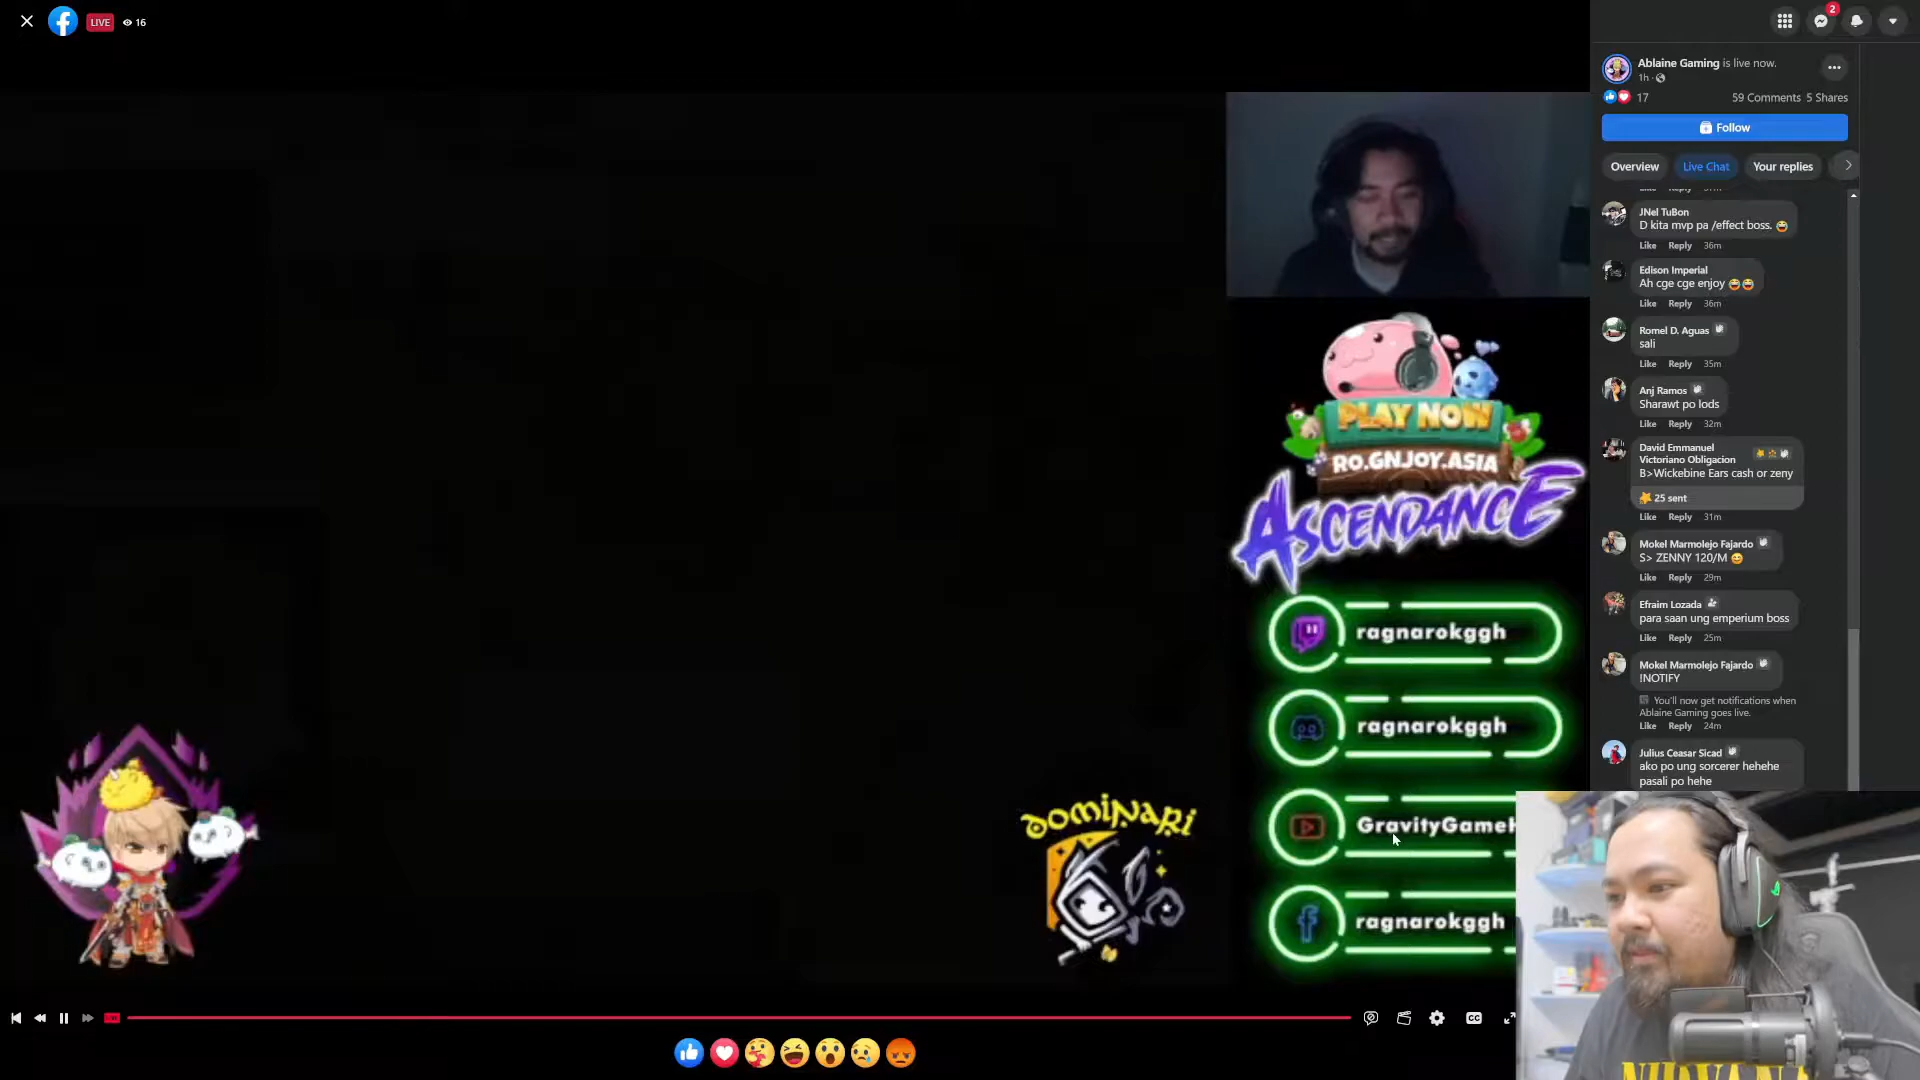 LIVE
16
2
Ablaine Gaming is live now.
1h
17
59 Comments 5 Shares
Follow
Overview
Live Chat
Your replies
JNel TuBon
D kita mvp pa /effect boss.
Like Reply 36m
Edison Imperial
Ah cge cge enjoy
Like Reply 36m
Romel D. Aguas
sali
Like Reply 35m
Anj Ramos
Sharawt po lods
Like Reply 32m
David Emmanuel
Victoriano Obligacion
B>Wickebine Ears cash or zeny
25 sent
Like Reply 31m
Mokel Marmolejo Fajardo
S> ZENNY 120/M
Like Reply 29m
Efraim Lozada
para saan ung emperium boss
Like Reply 25m
Mokel Marmolejo Fajardo
!NOTIFY
You'll now get notifications when
Ablaine Gaming goes live.
Like Reply 24m
Julius Ceasar Sicad
ako po ung sorcerer hehehe
pasali po hehe
PLAY NOW
RO.GNJOY.ASIA
ASCENDANCE
ragnarokggh
ragnarokggh
GravityGameH
ragnarokggh
DOMINARI
CC
NIRVANA